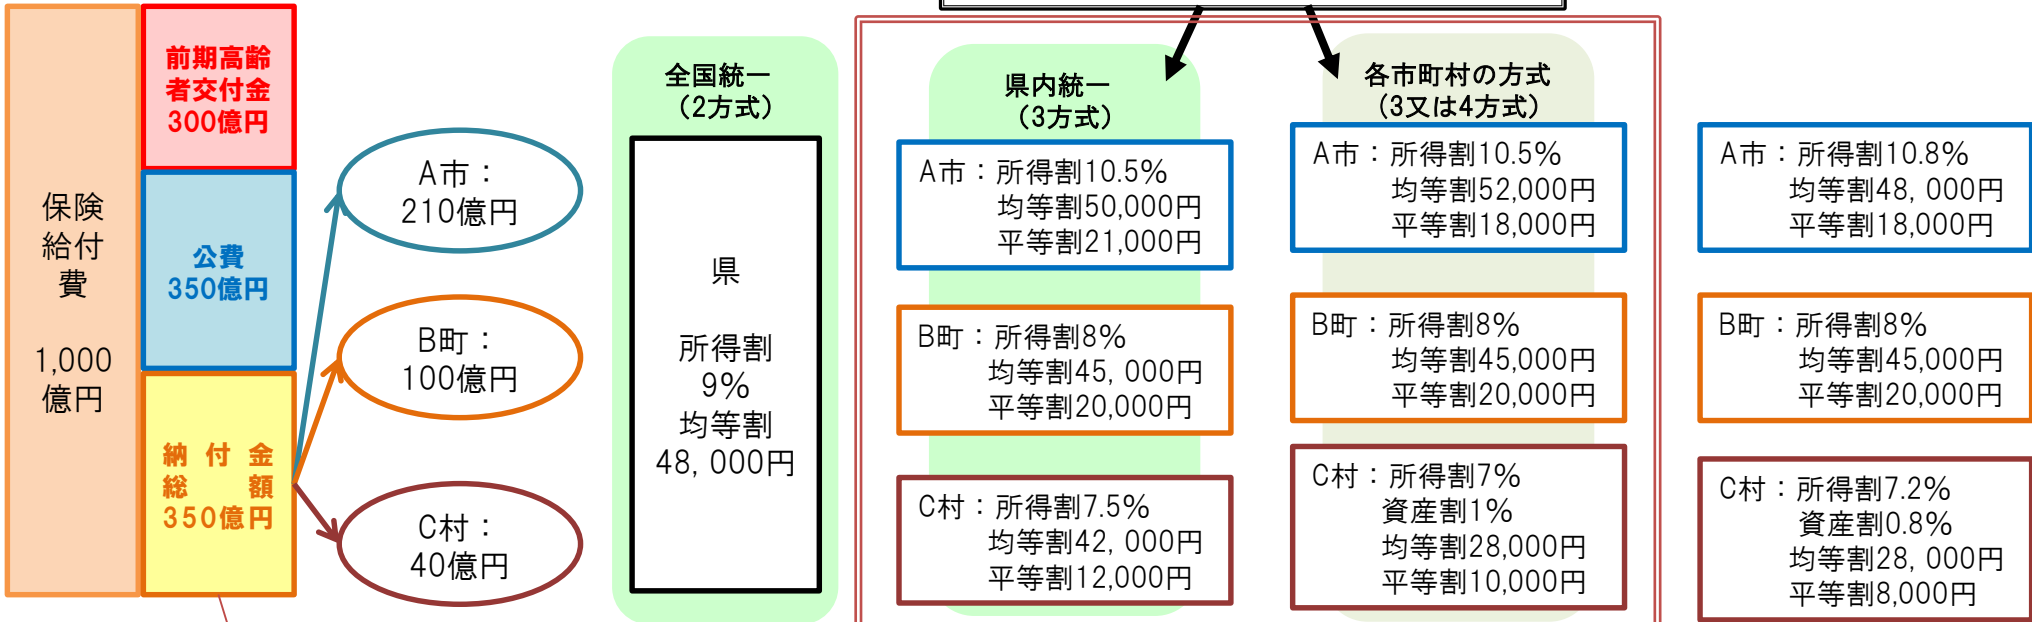 保険
給付
費
1,000
億円
前期高齢
者交付金
300億円
公費
350億円
納付金
総額
350億円
A市：
210億円
B町：
100億円
C村：
40億円
全国統一
（2方式）
県
所得割
9%
均等割
48,000円
県内統一
（3方式）
A市：所得割10.5%
均等割50,000円
平等割21,000円
B町：所得割8%
均等割45,000円
平等割20,000円
C村：所得割7.5%
均等割42,000円
平等割12,000円
各市町村の方式
（3又は4方式）
A市：所得割10.5%
均等割52,000円
平等割18,000円
B町：所得割8%
均等割45,000円
平等割20,000円
C村：所得割7%
資産割1%
均等割28,000円
平等割10,000円
A市：所得割10.8%
均等割48,000円
平等割18,000円
B町：所得割8%
均等割45,000円
平等割20,000円
C村：所得割7.2%
資産割0.8%
均等割28,000円
平等割8,000円